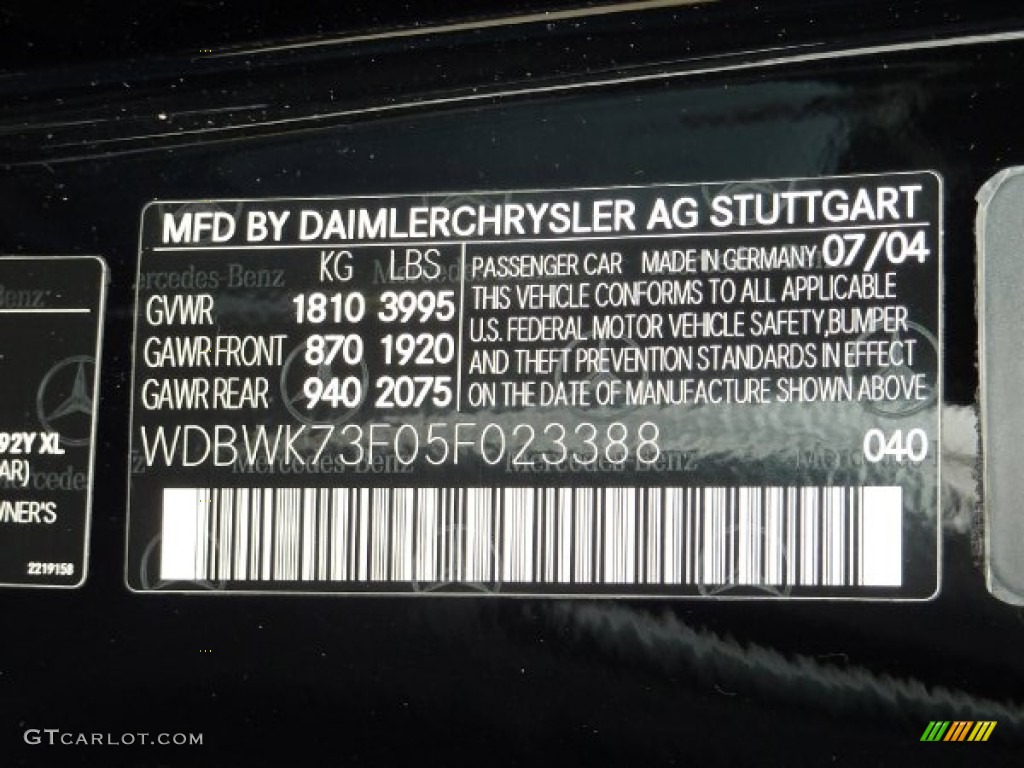 MFD BY DAIMLERCHRYSLER AG STUTTGART
KG LBS
GVWR 1810 3995
GAWR FRONT 870 1920
GAWR REAR 940 2075
PASSENGER CAR MADE IN GERMANY 07/04
THIS VEHICLE CONFORMS TO ALL APPLICABLE
U.S. FEDERAL MOTOR VEHICLE SAFETY,BUMPER
AND THEFT PREVENTION STANDARDS IN EFFECT
ON THE DATE OF MANUFACTURE SHOWN ABOVE
WDBWK73F05F023388 040
92Y XL
2219158
Mercedes-Benz
GTCARLOT.COM